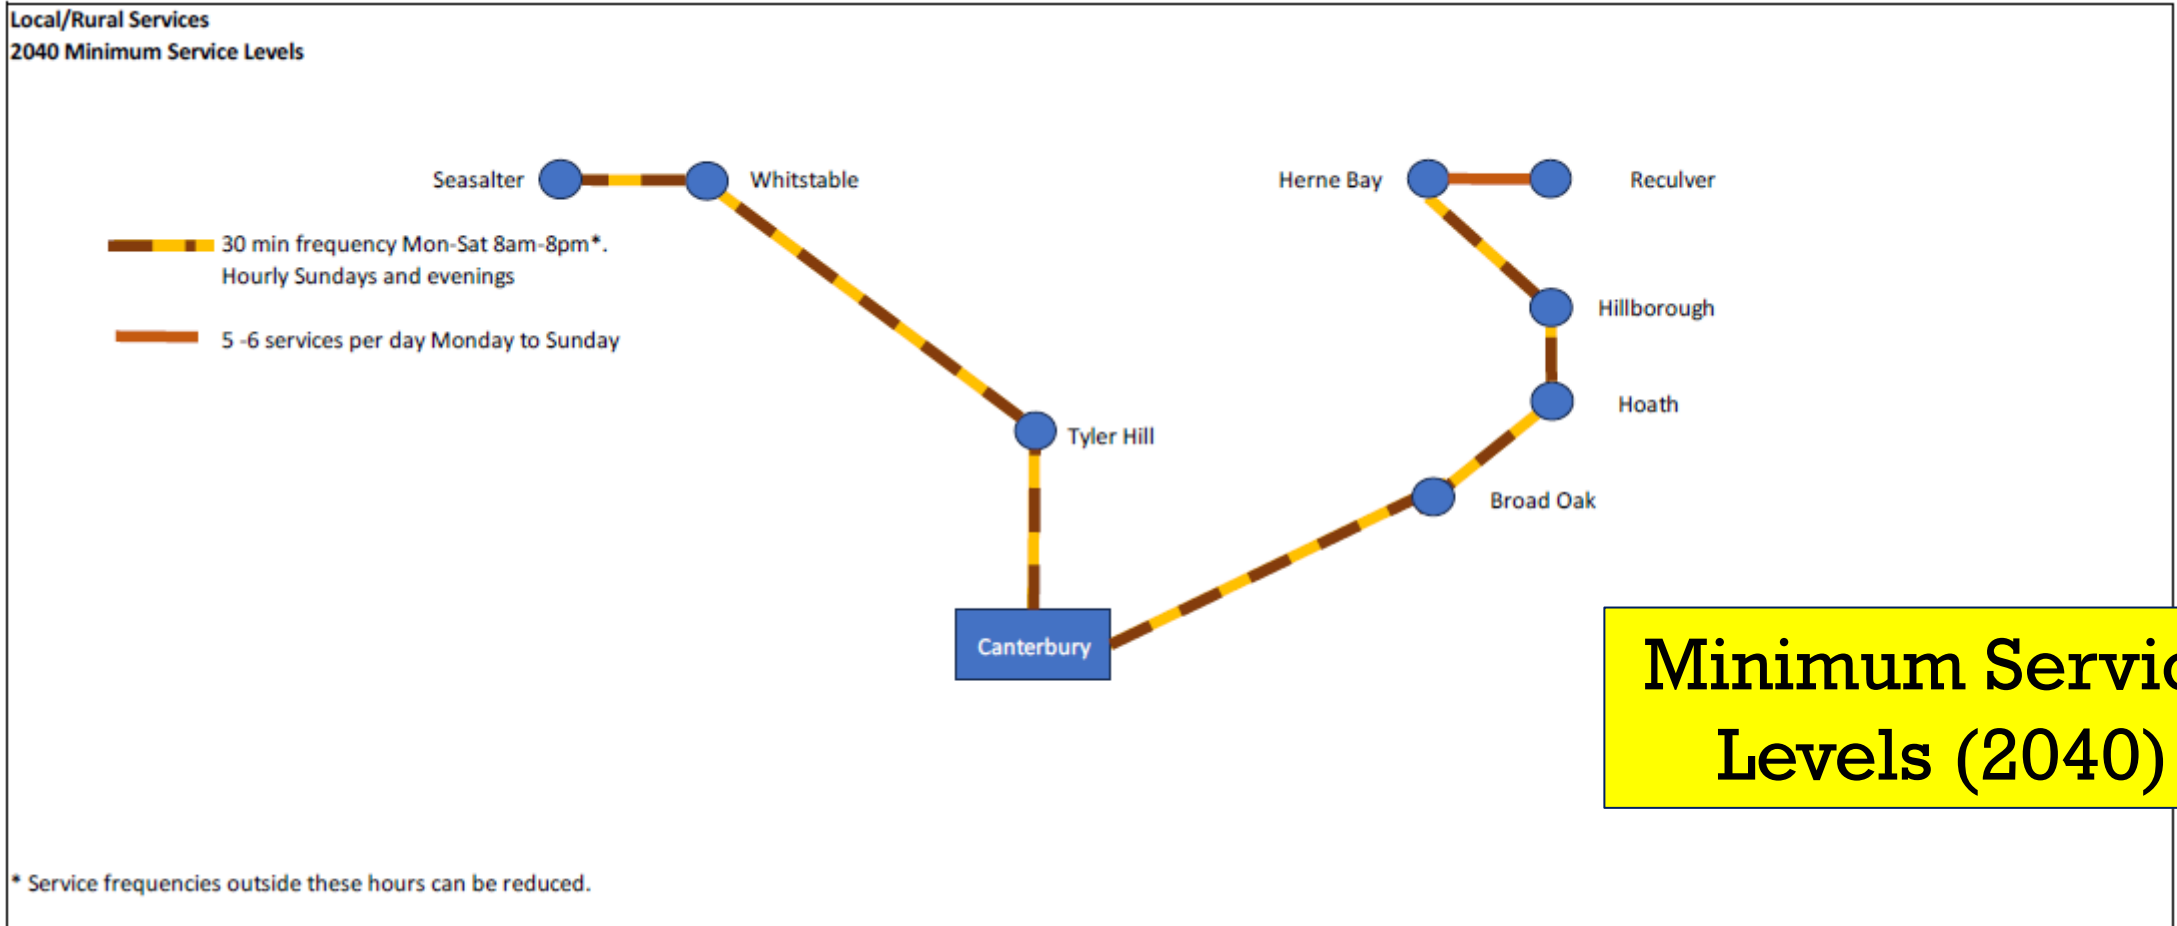 Local/Rural Services
2040 Minimum Service Levels
Seasalter
Whitstable
Herne Bay
Reculver
30 min frequency Mon-Sat 8am-8pm*.
Hourly Sundays and evenings
Hillborough
5 -6 services per day Monday to Sunday
Hoath
Tyler Hill
Broad Oak
Canterbury
Minimum
Levels (2040)
* Service frequencies outside these hours can be reduced.